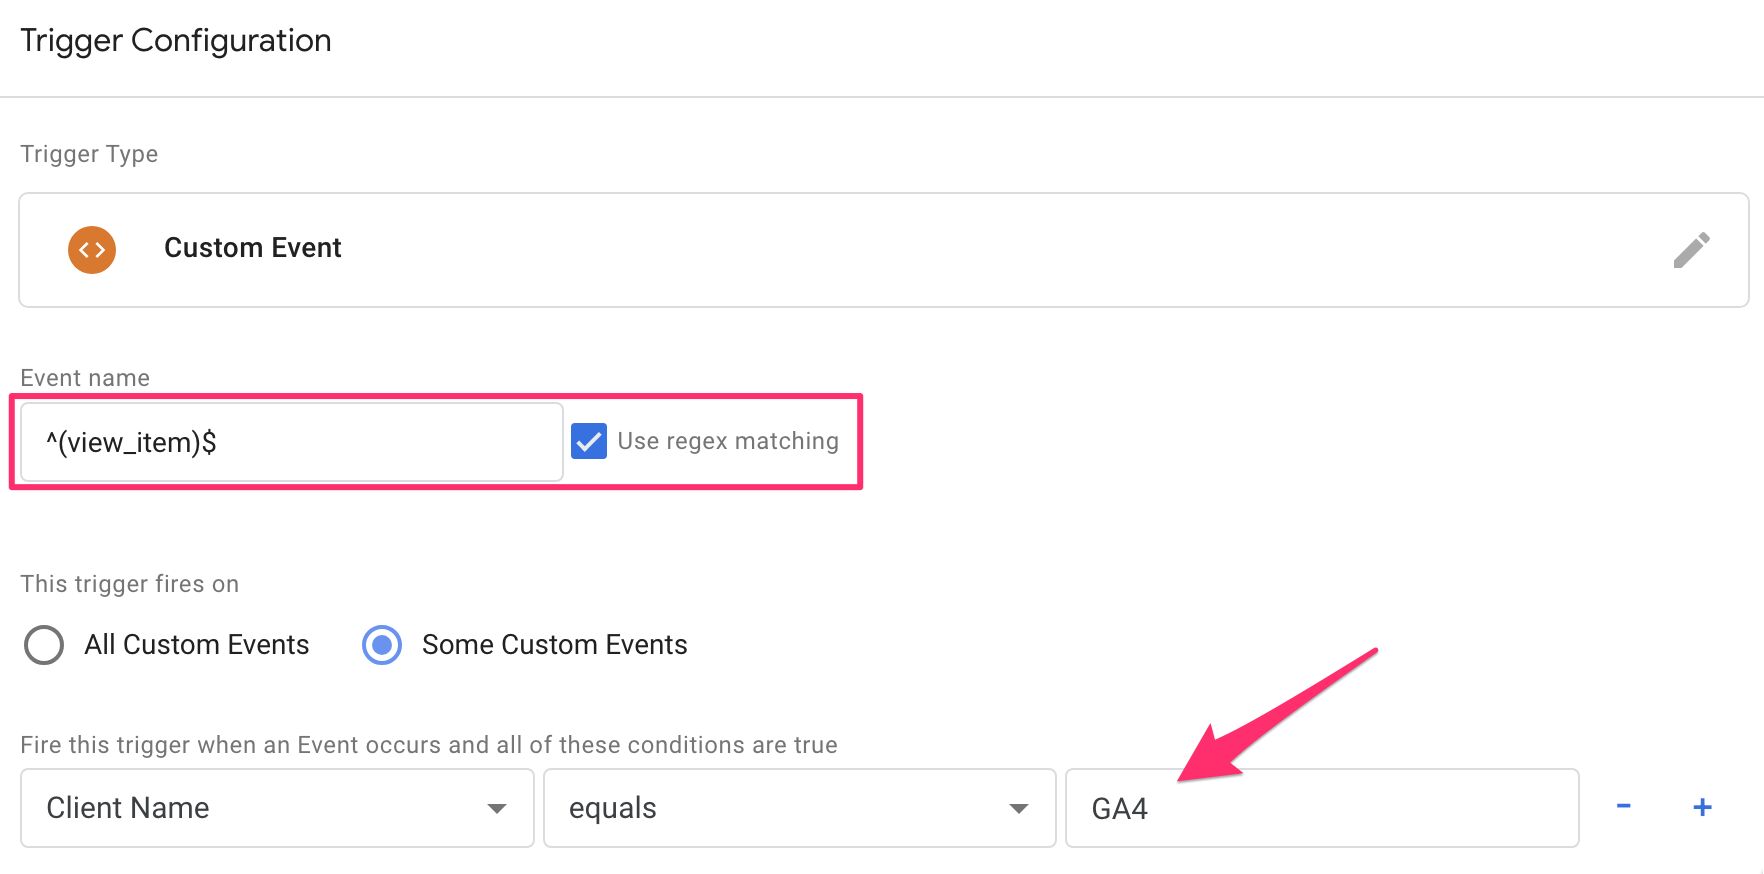 Trigger Configuration
Trigger Type
Custom Event
Event name
^(view_item)$ Use regex matching
This trigger fires on
All Custom Events Some Custom Events
Fire this trigger when an Event occurs and all of these conditions are true
Client Name equals GA4 - +